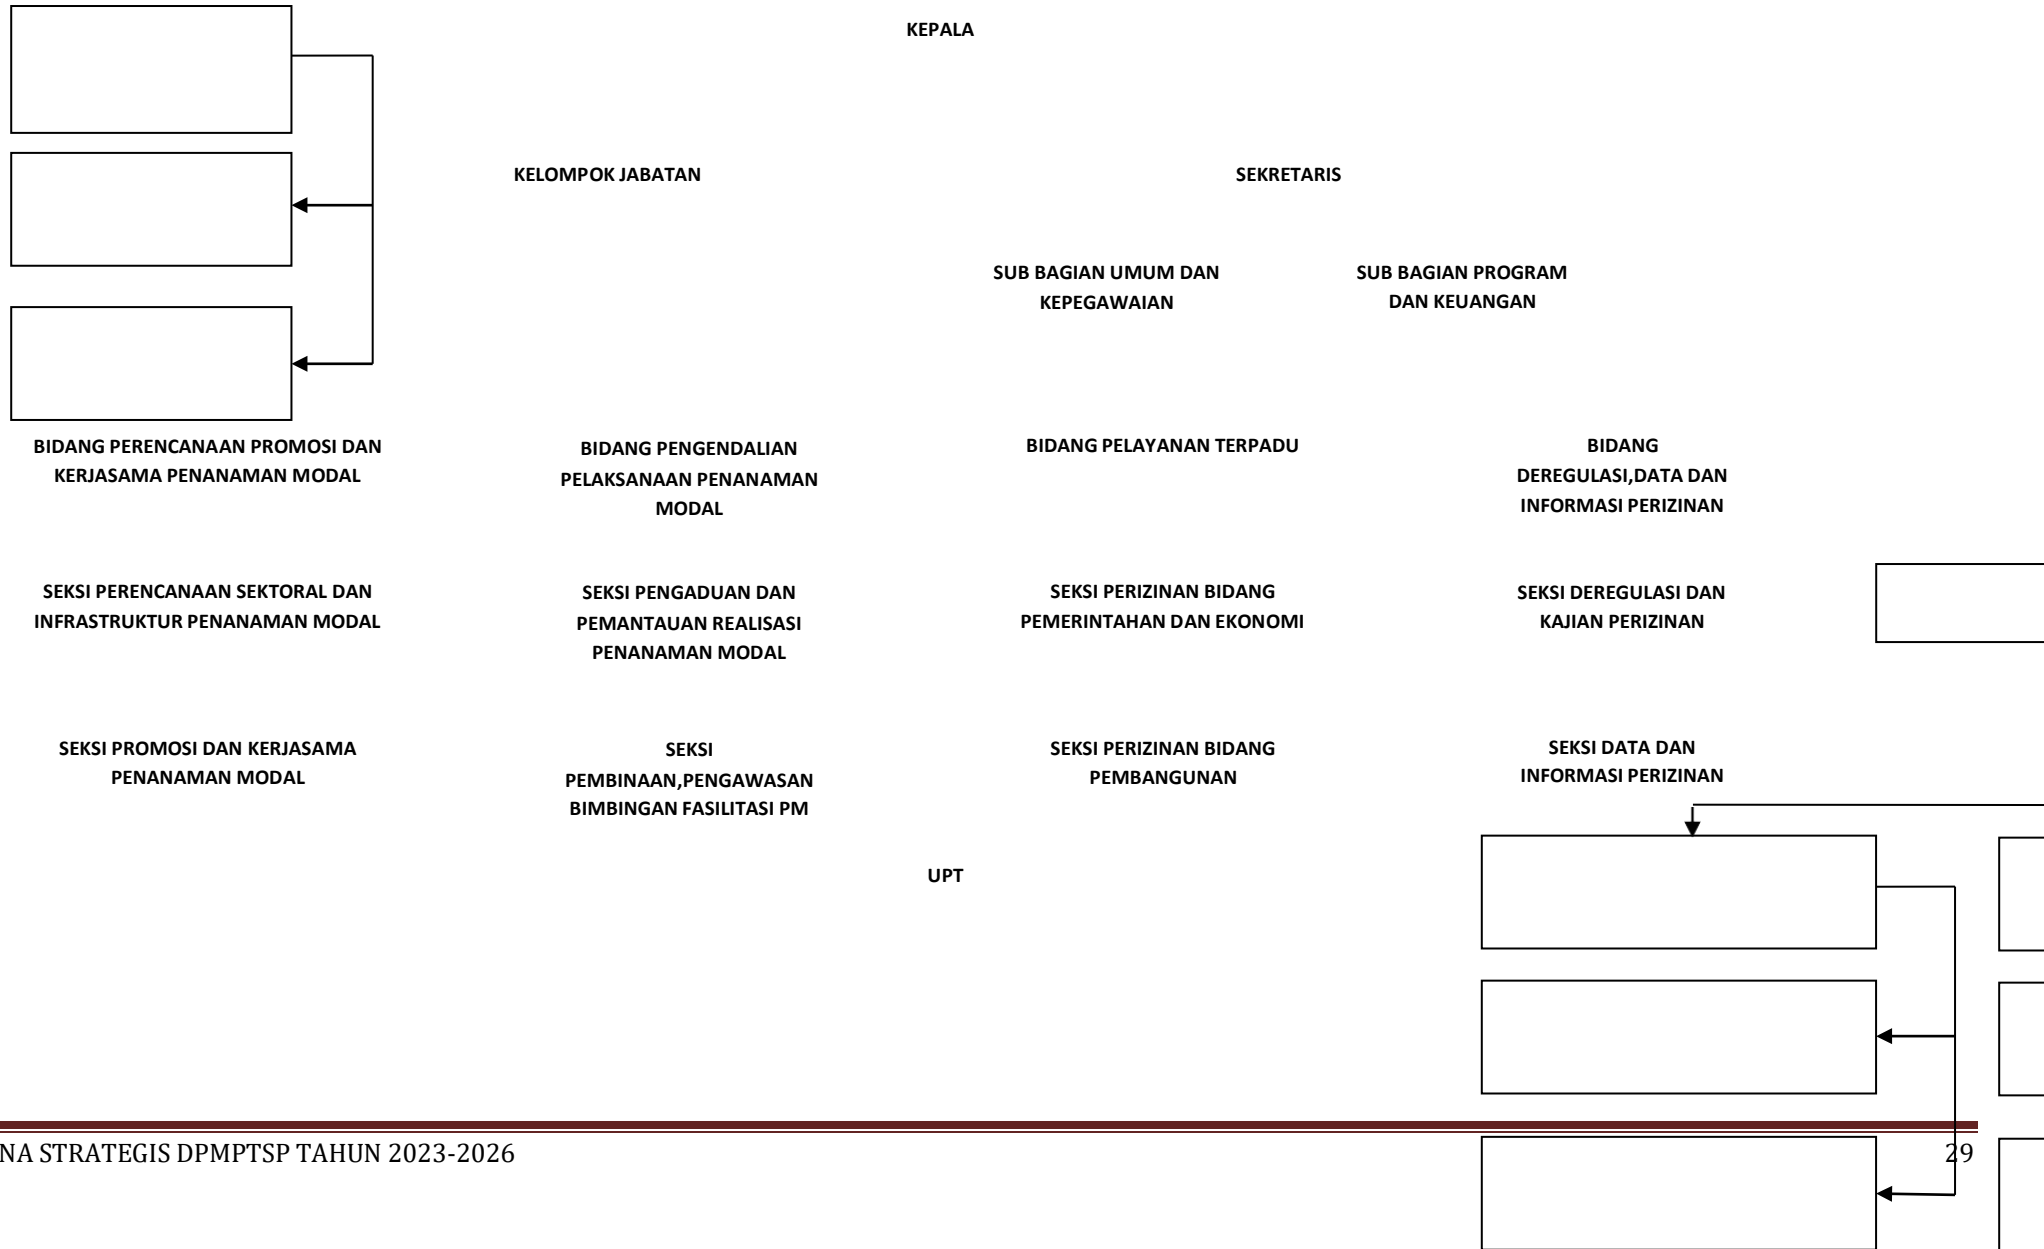 KEPALA
KELOMPOK JABATAN
SEKRETARIS
SUB BAGIAN UMUM DAN
KEPEGAWAIAN
SUB BAGIAN PROGRAM
DAN KEUANGAN
BIDANG PERENCANAAN PROMOSI DAN
KERJASAMA PENANAMAN MODAL
BIDANG PENGENDALIAN
PELAKSANAAN PENANAMAN
MODAL
BIDANG PELAYANAN TERPADU
BIDANG
DEREGULASI,DATA DAN
INFORMASI PERIZINAN
SEKSI PERENCANAAN SEKTORAL DAN
INFRASTRUKTUR PENANAMAN MODAL
SEKSI PENGADUAN DAN
PEMANTAUAN REALISASI
PENANAMAN MODAL
SEKSI PERIZINAN BIDANG
PEMERINTAHAN DAN EKONOMI
SEKSI DEREGULASI DAN
KAJIAN PERIZINAN
SEKSI PROMOSI DAN KERJASAMA
PENANAMAN MODAL
SEKSI
PEMBINAAN,PENGAWASAN
BIMBINGAN FASILITASI PM
SEKSI PERIZINAN BIDANG
PEMBANGUNAN
SEKSI DATA DAN
INFORMASI PERIZINAN
UPT
NA STRATEGIS DPMPTSP TAHUN 2023-2026
29